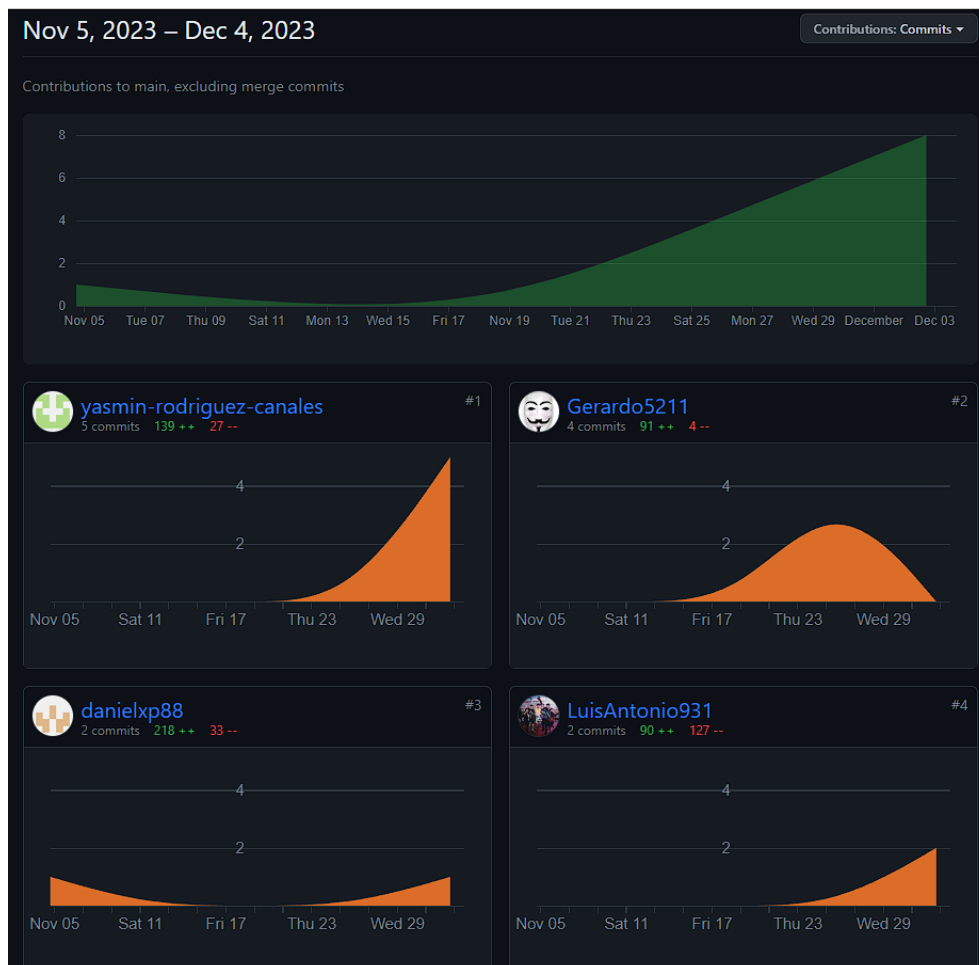 Nov 5, 2023 – Dec 4, 2023
Contributions: Commits
Contributions to main, excluding merge commits
8
6
4
2
0
Nov 05 Tue 07 Thu 09 Sat 11 Mon 13 Wed 15 Fri 17 Nov 19 Tue 21 Thu 23 Sat 25 Mon 27 Wed 29 December Dec 03
yasmin-rodriguez-canales #1
5 commits 139 ++ 27 --
4
2
Nov 05 Sat 11 Fri 17 Thu 23 Wed 29
Gerardo5211 #2
4 commits 91 ++ 4 --
4
2
Nov 05 Sat 11 Fri 17 Thu 23 Wed 29
danielxp88 #3
2 commits 218 ++ 33 --
4
2
Nov 05 Sat 11 Fri 17 Thu 23 Wed 29
LuisAntonio931 #4
2 commits 90 ++ 127 --
4
2
Nov 05 Sat 11 Fri 17 Thu 23 Wed 29